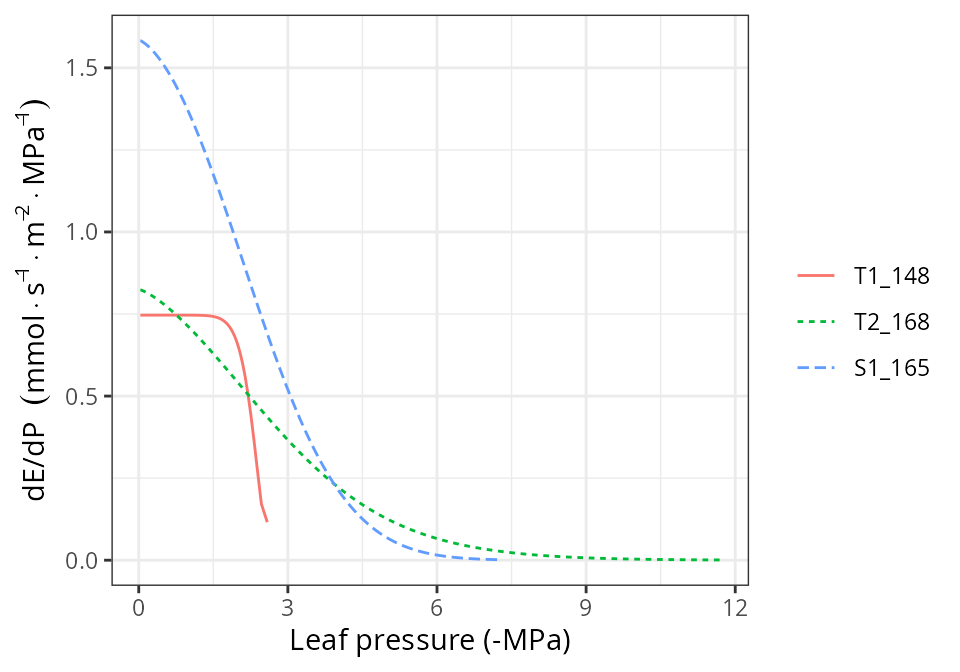 dE/dP (mmol · s⁻¹ · m⁻² · MPa⁻¹)
1.5
1.0
0.5
0.0
0 3 6 9 12
Leaf pressure (-MPa)
T1_148
T2_168
S1_165